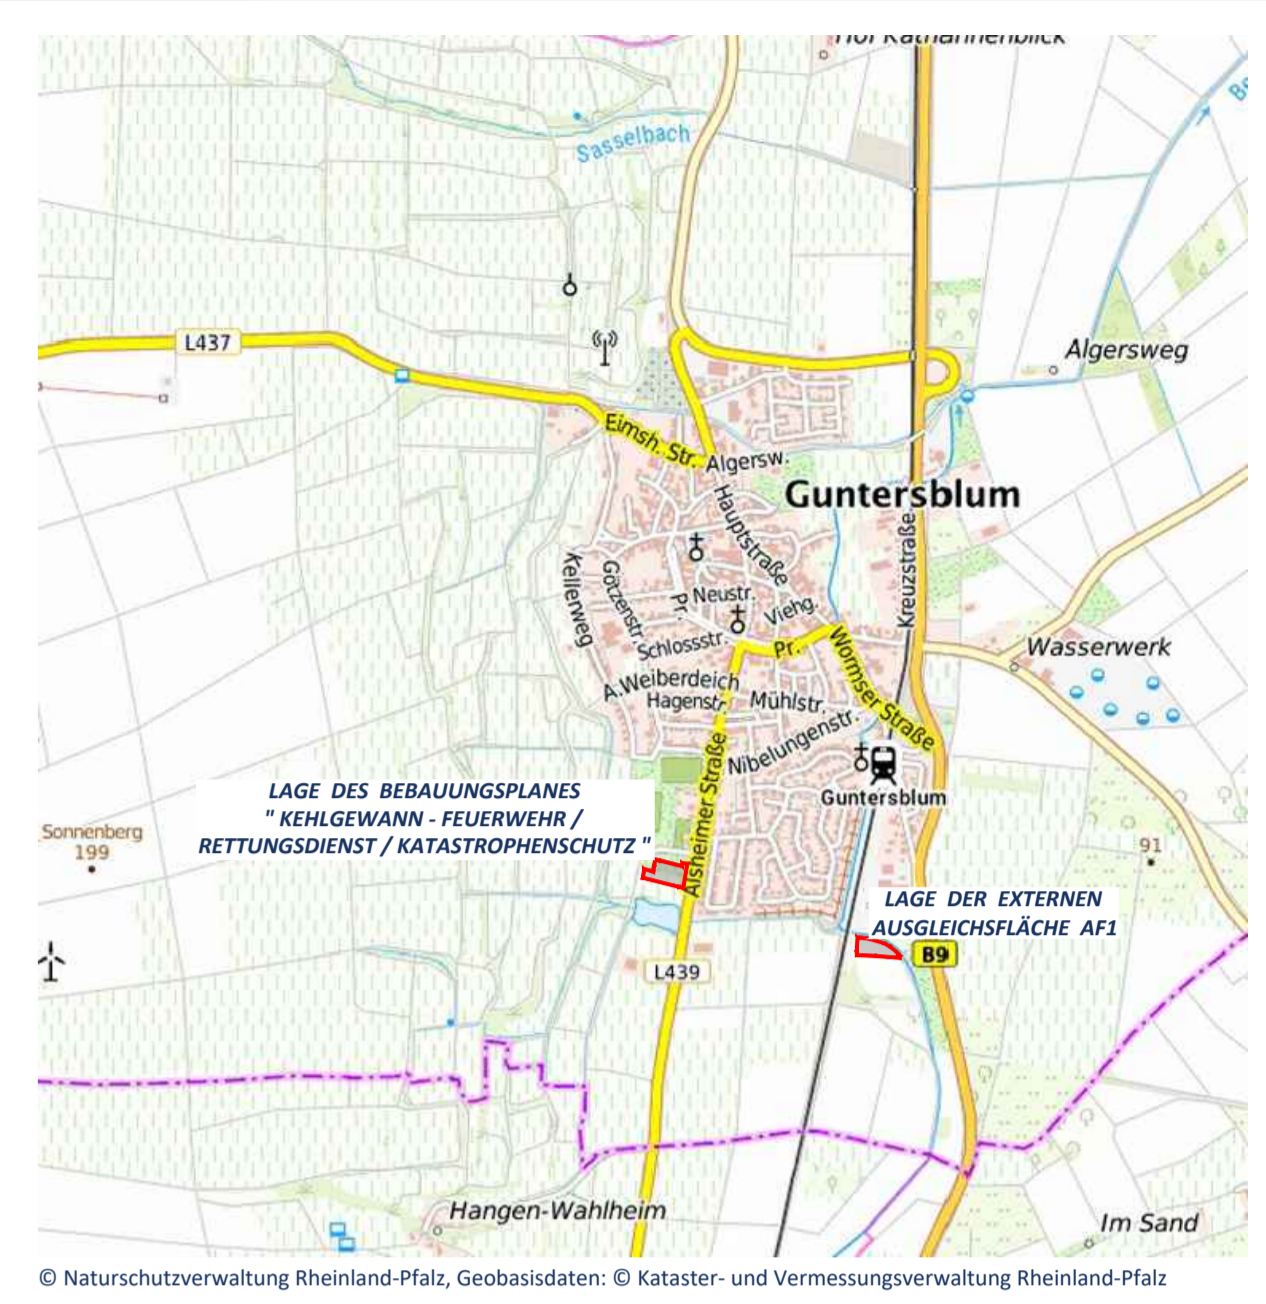 Hof Katharinenblick
Sasselbach
L437
Algersweg
Eimsh. Str.
Algersw.
Guntersblum
Hauptstraße
Kreuzstraße
Kellerweg
Götzenstr.
Pr.
Neustr.
Viehg.
Schlossstr.
Pr.
Wormser Straße
Wasserwerk
A.Weiberdeich
Hagenstr.
Mühlstr.
Nibelungenstr.
Alsheimer Straße
Guntersblum
LAGE DES BEBAUUNGSPLANES
" KEHLGEWANN - FEUERWEHR /
RETTUNGSDIENST / KATASTROPHENSCHUTZ "
Sonnenberg
199
91
LAGE DER EXTERNEN
AUSGLEICHSFLÄCHE AF1
B9
L439
Hangen-Wahlheim
Im Sand
© Naturschutzverwaltung Rheinland-Pfalz, Geobasisdaten: © Kataster- und Vermessungsverwaltung Rheinland-Pfalz